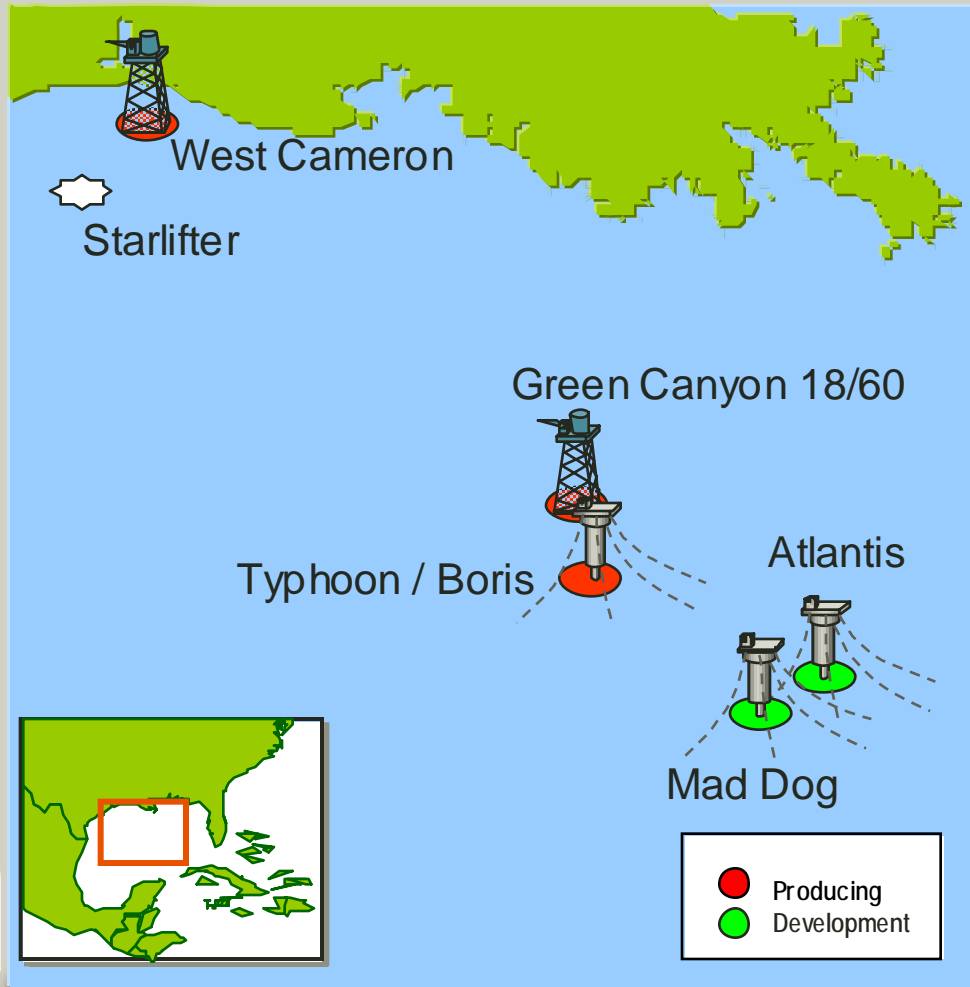 West Cameron
Starlifter
Green Canyon 18/60
Typhoon / Boris
Atlantis
Mad Dog
Producing
Development